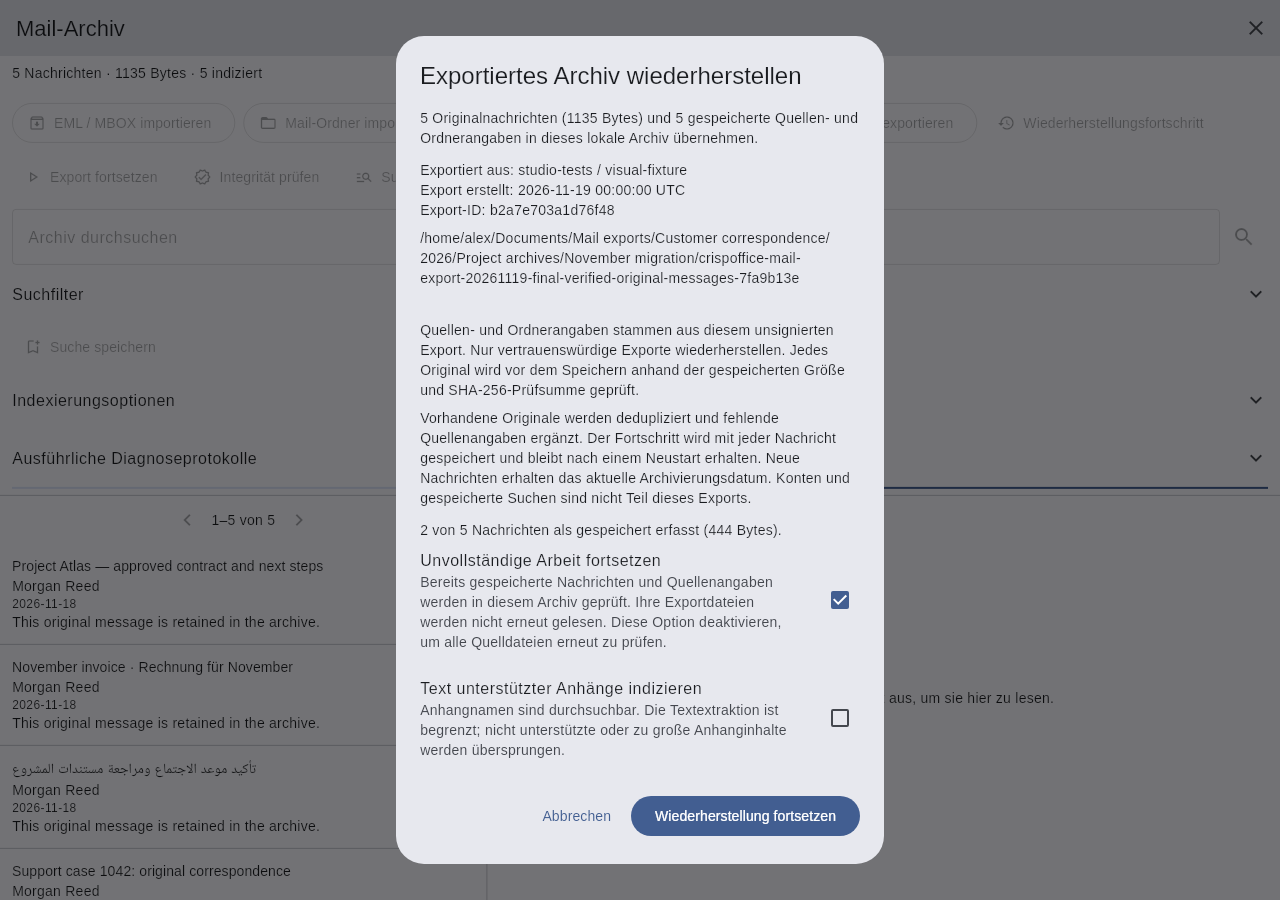 Mail-Archiv
5 Nachrichten · 1135 Bytes · 5 indiziert
EML / MBOX importieren
Wiederherstellungsfortschritt
Export fortsetzen
Integrität prüfen
Archiv durchsuchen
Suchfilter
Suche speichern
Indexierungsoptionen
Ausführliche Diagnoseprotokolle
1–5 von 5
Project Atlas — approved contract and next steps
Morgan Reed
2026-11-18
This original message is retained in the archive.
November invoice · Rechnung für November
Morgan Reed
2026-11-18
This original message is retained in the archive.
تأكيد موعد الاجتماع ومراجعة مستندات المشروع
Morgan Reed
2026-11-18
This original message is retained in the archive.
Support case 1042: original correspondence
Morgan Reed
aus, um sie hier zu lesen.
Exportiertes Archiv wiederherstellen
5 Originalnachrichten (1135 Bytes) und 5 gespeicherte Quellen- und
Ordnerangaben in dieses lokale Archiv übernehmen.
Exportiert aus: studio-tests / visual-fixture
Export erstellt: 2026-11-19 00:00:00 UTC
Export-ID: b2a7e703a1d76f48
/home/alex/Documents/Mail exports/Customer correspondence/
2026/Project archives/November migration/crispoffice-mail-
export-20261119-final-verified-original-messages-7fa9b13e
Quellen- und Ordnerangaben stammen aus diesem unsignierten
Export. Nur vertrauenswürdige Exporte wiederherstellen. Jedes
Original wird vor dem Speichern anhand der gespeicherten Größe
und SHA-256-Prüfsumme geprüft.
Vorhandene Originale werden dedupliziert und fehlende
Quellenangaben ergänzt. Der Fortschritt wird mit jeder Nachricht
gespeichert und bleibt nach einem Neustart erhalten. Neue
Nachrichten erhalten das aktuelle Archivierungsdatum. Konten und
gespeicherte Suchen sind nicht Teil dieses Exports.
2 von 5 Nachrichten als gespeichert erfasst (444 Bytes).
Unvollständige Arbeit fortsetzen
Bereits gespeicherte Nachrichten und Quellenangaben
werden in diesem Archiv geprüft. Ihre Exportdateien
werden nicht erneut gelesen. Diese Option deaktivieren,
um alle Quelldateien erneut zu prüfen.
Text unterstützter Anhänge indizieren
Anhangnamen sind durchsuchbar. Die Textextraktion ist
begrenzt; nicht unterstützte oder zu große Anhanginhalte
werden übersprungen.
Abbrechen
Wiederherstellung fortsetzen